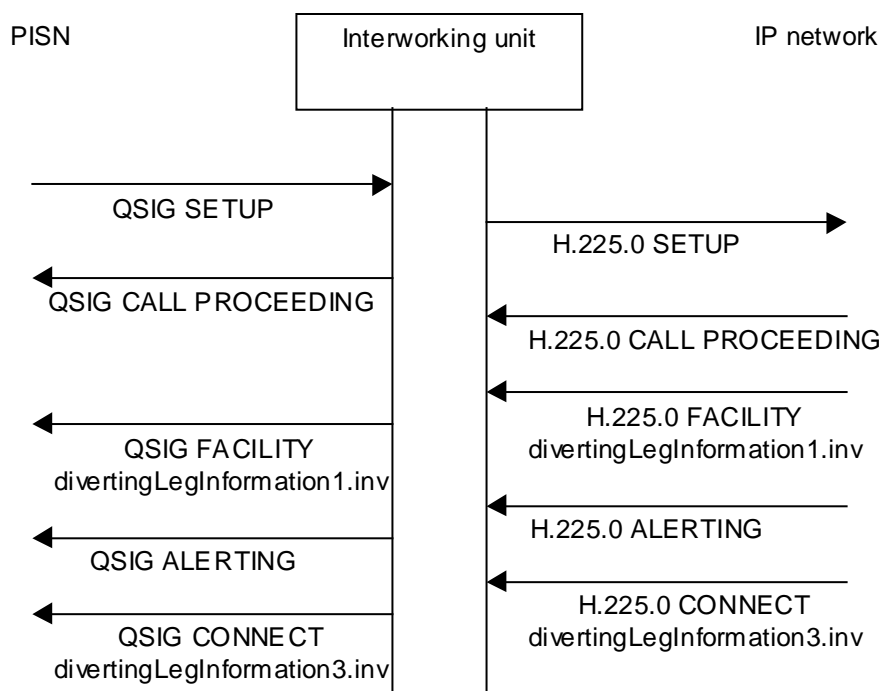 PISN
Interworking unit
IP network
QSIG SETUP
H.225.0 SETUP
QSIG CALL PROCEEDING
H.225.0 CALL PROCEEDING
QSIG FACILITY
divertingLegInformation1.inv
H.225.0 FACILITY
divertingLegInformation1.inv
H.225.0 ALERTING
QSIG ALERTING
H.225.0 CONNECT
divertingLegInformation3.inv
QSIG CONNECT
divertingLegInformation3.inv